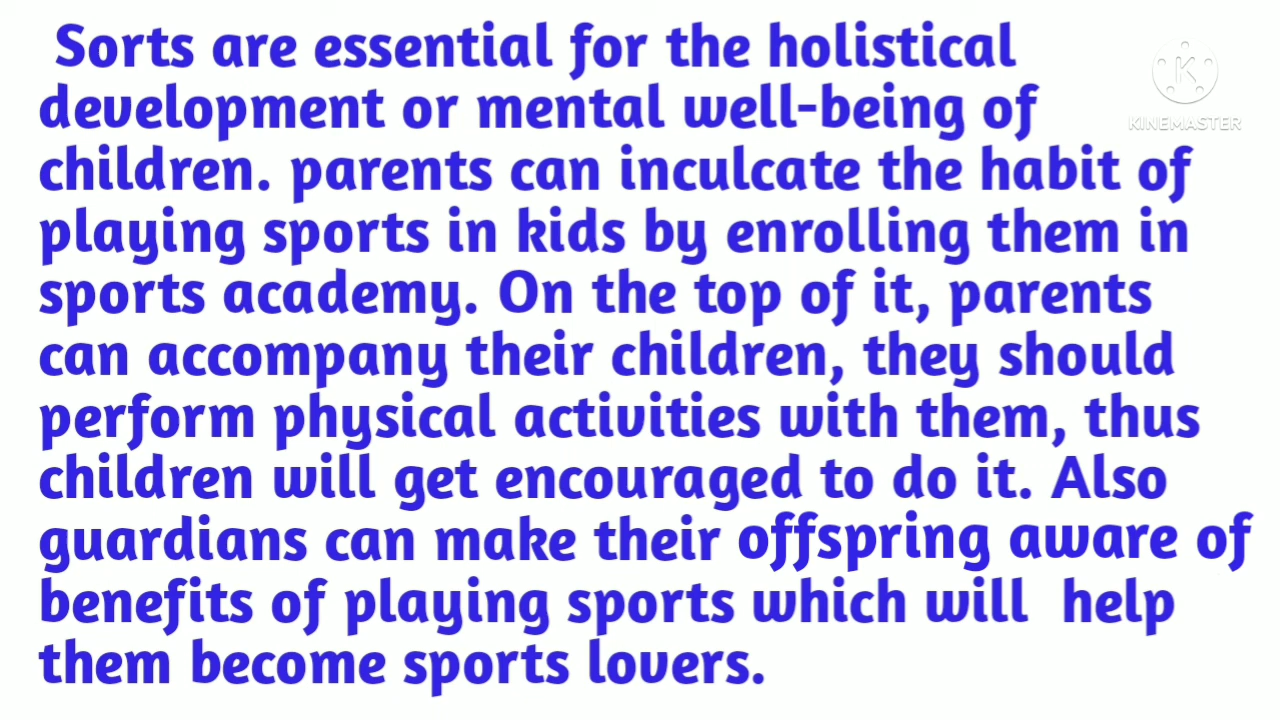 Sorts are essential for the holistical
development or mental well-being of
children. parents can inculcate the habit of
playing sports in kids by enrolling them in
sports academy. On the top of it, parents
can accompany their children, they should
perform physical activities with them, thus
children will get encouraged to do it. Also
guardians can make their offspring aware of
benefits of playing sports which will  help
them become sports lovers.
K
KINEMASTER